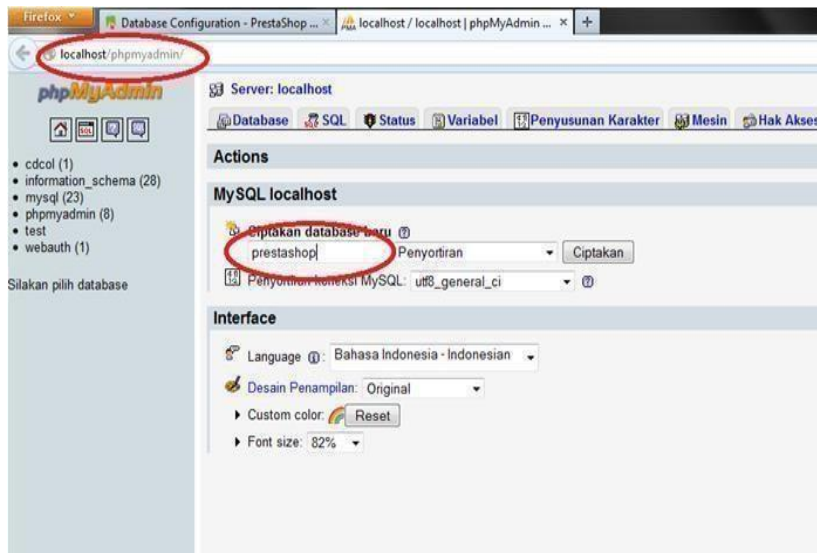 Firefox
Database Configuration - PrestaShop ... × localhost / localhost | phpMyAdmin ... × +
localhost/phpmyadmin/
phpMyAdmin
SQL
cdcol (1)
information_schema (28)
mysql (23)
phpmyadmin (8)
test
webauth (1)
Silakan pilih database
Server: localhost
Database SQL Status Variabel Penyusunan Karakter Mesin Hak Akses
Actions
MySQL localhost
Ciptakan database baru
prestashop Penyortiran Ciptakan
Penyortiran koneksi MySQL: utf8_general_ci
Interface
Language : Bahasa Indonesia - Indonesian
Desain Penampilan: Original
Custom color: Reset
Font size: 82%